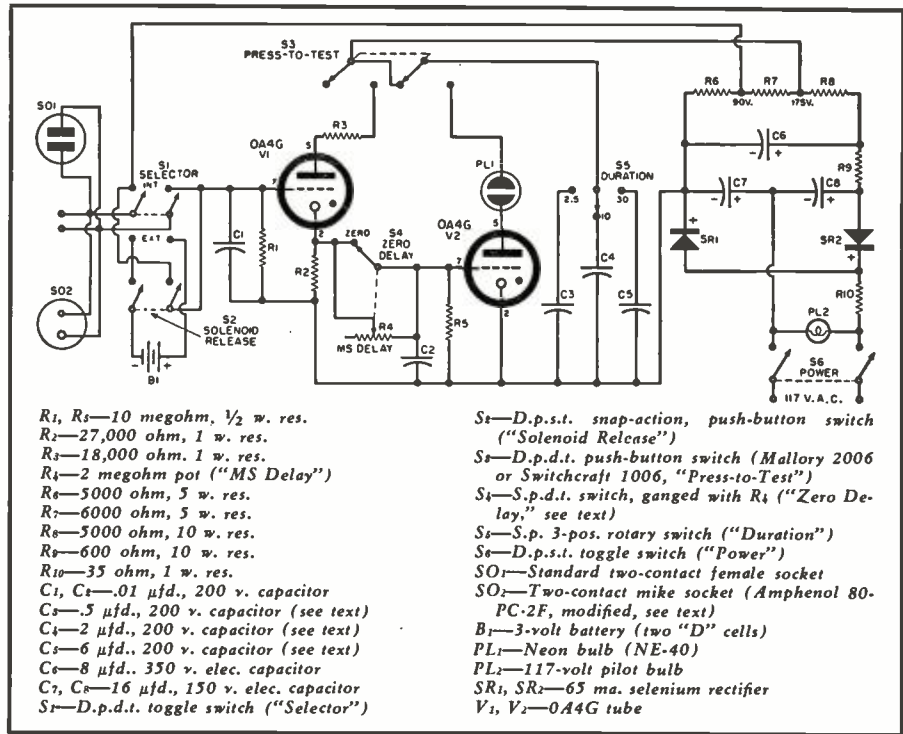 S3
PRESS-TO-TEST
R6
R7
R8
90V.
175V.
SO1
OA4G
V1
R3
5
C6
-
+
R9
S1
SELECTOR
INT
7
PL1
S5
DURATION
2.5
30
10
C7
-
+
C8
-
+
OA4G
V2
5
2
ZERO
S4
ZERO
DELAY
7
C4
+
SR1
SR2
+
EXT
C1
R1
R2
R4
MS DELAY
C2
R5
2
C3
C5
R10
PL2
SO2
S2
SOLENOID
RELEASE
-
+
B1
S6
POWER
117 V.A.C.
R1, R5—10 megohm, 1/2 w. res.
R2—27,000 ohm, 1 w. res.
R3—18,000 ohm. 1 w. res.
R4—2 megohm pot ("MS Delay")
R6—5000 ohm, 5 w. res.
R7—6000 ohm, 5 w. res.
R8—5000 ohm, 10 w. res.
R9—600 ohm, 10 w. res.
R10—35 ohm, 1 w. res.
C1, C2—.01 µfd., 200 v. capacitor
C3—.5 µfd., 200 v. capacitor (see text)
C4—2 µfd., 200 v. capacitor (see text)
C5—6 µfd., 200 v. capacitor (see text)
C6—8 µfd.. 350 v. elec. capacitor
C7, C8—16 µfd., 150 v. elec. capacitor
S1—D.p.d.t. toggle switch ("Selector")
S2—D.p.s.t. snap-action, push-button switch
("Solenoid Release")
S3—D.p.d.t. push-button switch (Mallory 2006
or Switchcraft 1006, "Press-to-Test")
S4—S.p.d.t. switch, ganged with R4 ("Zero De-
lay," see text)
S5—S.p. 3-pos. rotary switch ("Duration")
S6—D.p.s.t. toggle switch ("Power")
SO1—Standard two-contact female socket
SO2—Two-contact mike socket (Amphenol 80-
PC-2F, modified, see text)
B1—3-volt battery (two "D" cells)
PL1—Neon bulb (NE-40)
PL2—117-volt pilot bulb
SR1, SR2—65 ma. selenium rectifier
V1, V2—0A4G tube